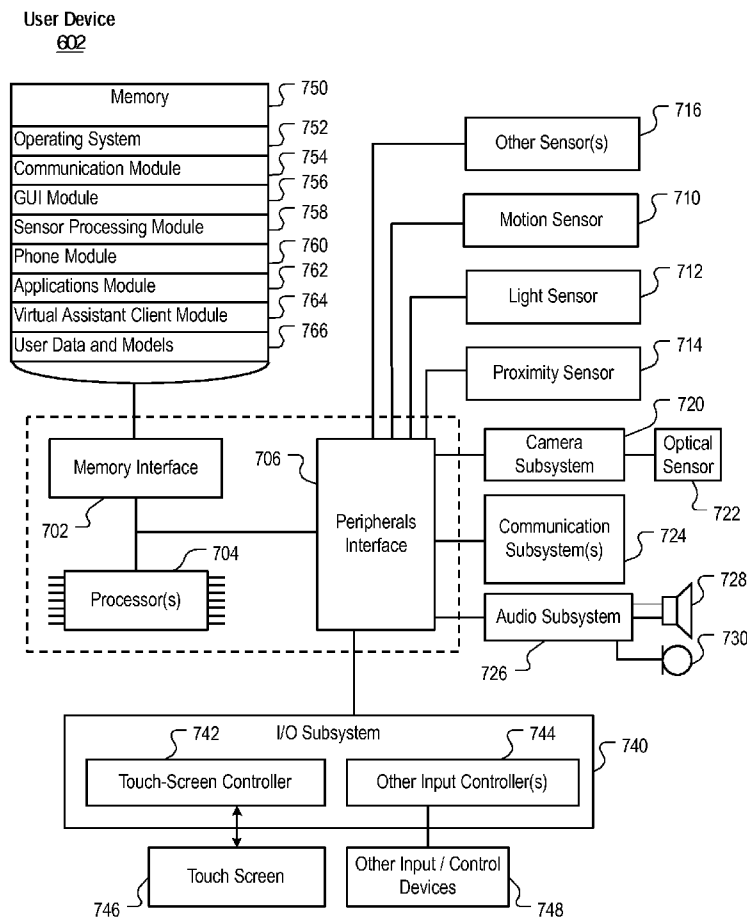 User Device
602
Memory
750
Operating System
752
Communication Module
754
GUI Module
756
Sensor Processing Module
758
Phone Module
760
Applications Module
762
Virtual Assistant Client Module
764
User Data and Models
766
Other Sensor(s)
716
Motion Sensor
710
Light Sensor
712
Proximity Sensor
714
Camera
Subsystem
720
Optical
Sensor
722
Memory Interface
702
706
Peripherals
Interface
Communication
Subsystem(s)
724
704
Processor(s)
Audio Subsystem
726
728
730
I/O Subsystem
740
742
Touch-Screen Controller
744
Other Input Controller(s)
Touch Screen
746
Other Input / Control
Devices
748